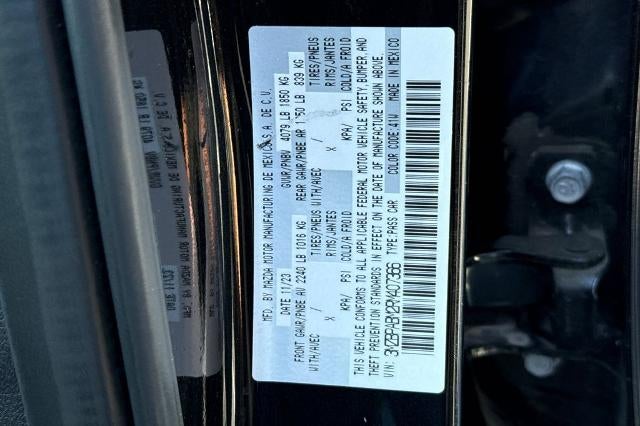 MFD. BY MAZDA MOTOR MANUFACTURING DE MEXICO S.A. DE C.V.
DATE 11/23 GVWR/PNBV 4079 LB 1850 KG
FRONT GAWR/PNBE AV 2240 LB 1016 KG REAR GAWR/PNBE AR 1850 LB 839 KG
WITH/AVEC / TIRES/PNEUS WITH/AVEC / TIRES/PNEUS
X RIMS/JANTES X RIMS/JANTES
KPA/ PSI COLD/A FROID KPA/ PSI COLD/A FROID
THIS VEHICLE CONFORMS TO ALL APPLICABLE FEDERAL MOTOR VEHICLE SAFETY, BUMPER, AND
THEFT PREVENTION STANDARDS IN EFFECT ON THE DATE OF MANUFACTURE SHOWN ABOVE.
VIN: 3MZBPABM2RM407366 TYPE:PASS CAR COLOR CODE:41W MADE IN MEXICO